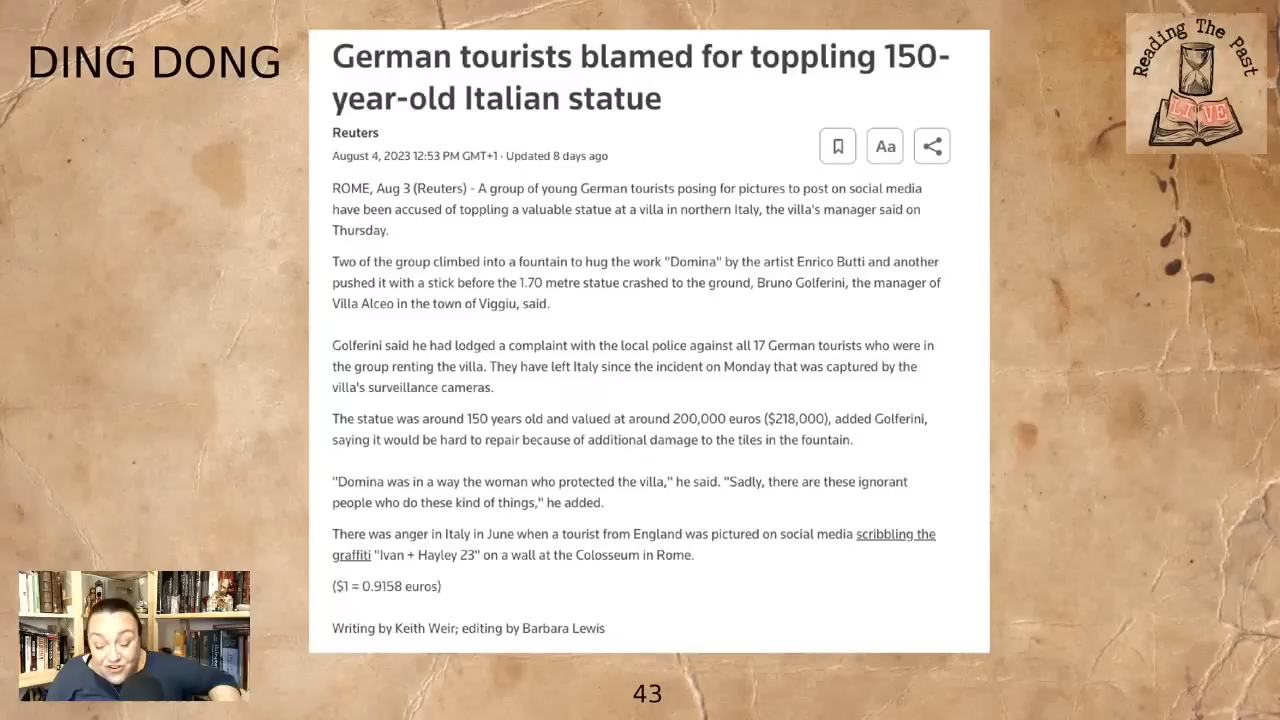 DING DONG
German tourists blamed for toppling 150-
year-old Italian statue
Reuters
August 4, 2023 12:53 PM GMT+1 · Updated 8 days ago
Aa
ROME, Aug 3 (Reuters) - A group of young German tourists posing for pictures to post on social media
have been accused of toppling a valuable statue at a villa in northern Italy, the villa's manager said on
Thursday.
Two of the group climbed into a fountain to hug the work "Domina" by the artist Enrico Butti and another
pushed it with a stick before the 1.70 metre statue crashed to the ground, Bruno Golferini, the manager of
Villa Alceo in the town of Viggiu, said.
Golferini said he had lodged a complaint with the local police against all 17 German tourists who were in
the group renting the villa. They have left Italy since the incident on Monday that was captured by the
villa's surveillance cameras.
The statue was around 150 years old and valued at around 200,000 euros ($218,000), added Golferini,
saying it would be hard to repair because of additional damage to the tiles in the fountain.
"Domina was in a way the woman who protected the villa," he said. "Sadly, there are these ignorant
people who do these kind of things," he added.
There was anger in Italy in June when a tourist from England was pictured on social media scribbling the
graffiti "Ivan + Hayley 23" on a wall at the Colosseum in Rome.
($1 = 0.9158 euros)
Writing by Keith Weir; editing by Barbara Lewis
Reading The Past
LIVE
43